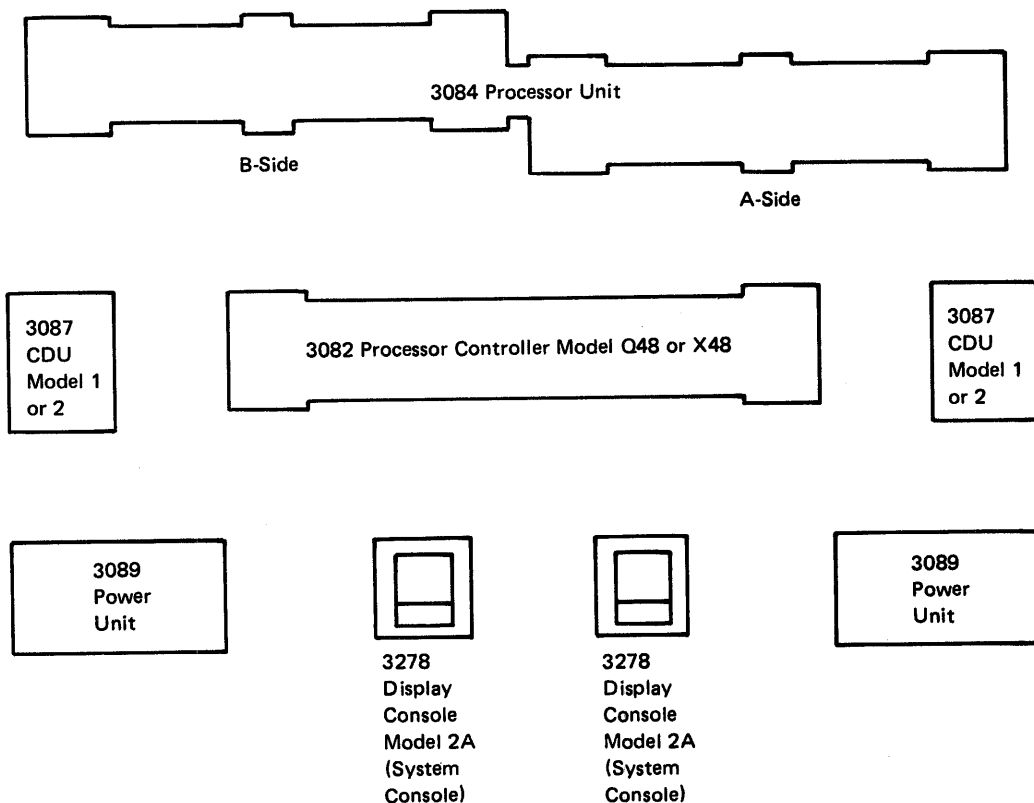 3084 Processor Unit
B-Side
A-Side
3087
CDU
Model 1
or 2
3082 Processor Controller Model Q48 or X48
3087
CDU
Model 1
or 2
3089
Power
Unit
3278
Display
Console
Model 2A
(System
Console)
3278
Display
Console
Model 2A
(System
Console)
3089
Power
Unit